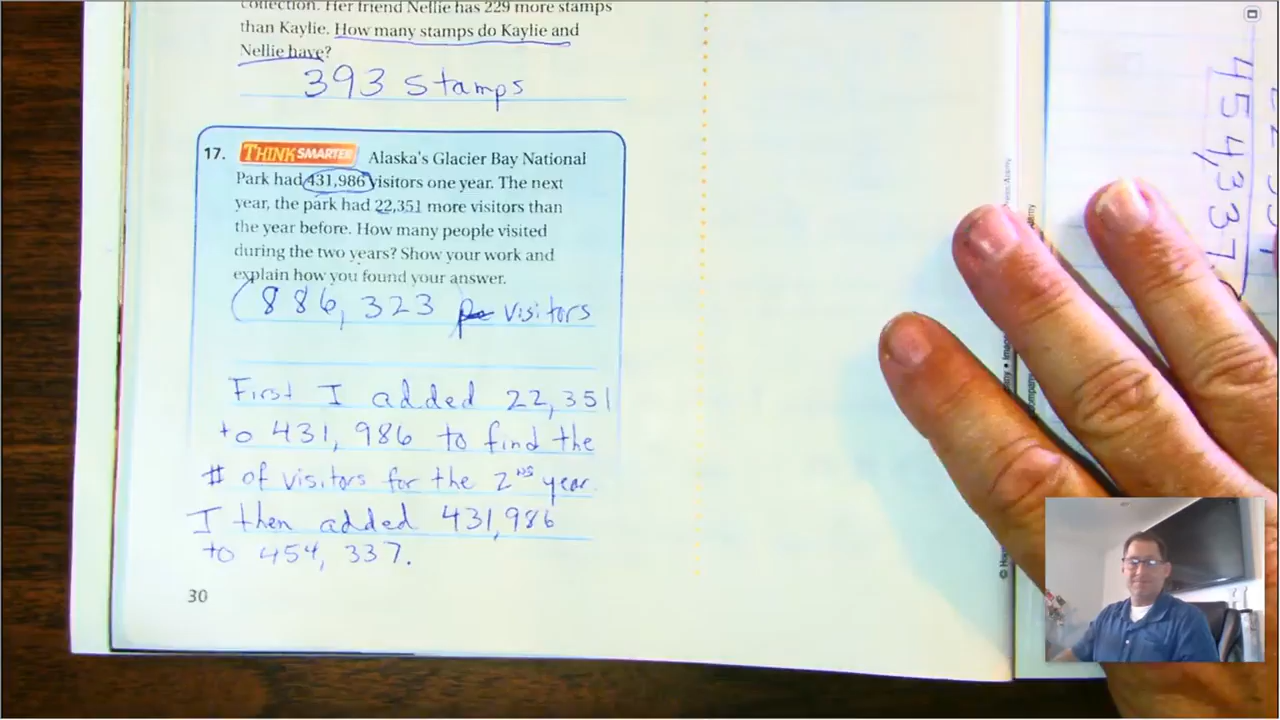 collection. Her friend Nellie has 229 more stamps
than Kaylie. How many stamps do Kaylie and
Nellie have?
393 stamps
17. THINK SMARTER Alaska's Glacier Bay National
Park had 431,986 visitors one year. The next
year, the park had 22,351 more visitors than
the year before. How many people visited
during the two years? Show your work and
explain how you found your answer.
886,323 visitors
First I added 22,351
to 431,986 to find the
# of visitors for the 2nd year.
I then added 431,986
to 454,337.
30
454,337